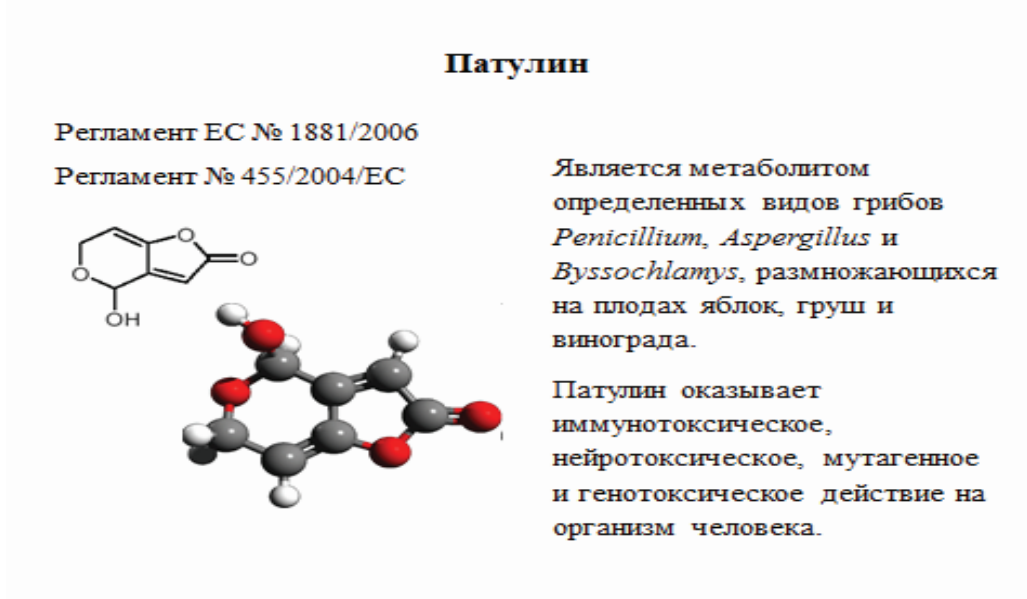 Патулин
Регламент ЕС № 1881/2006
Регламент № 455/2004/ЕС
O
O
O
OH
Является метаболитом
определенных видов грибов
Penicillium, Aspergillus и
Byssochlamys, размножающихся
на плодах яблок, груш и
винограда.
Патулин оказывает
иммунотоксическое,
нейротоксическое, мутагенное
и генотоксическое действие на
организм человека.